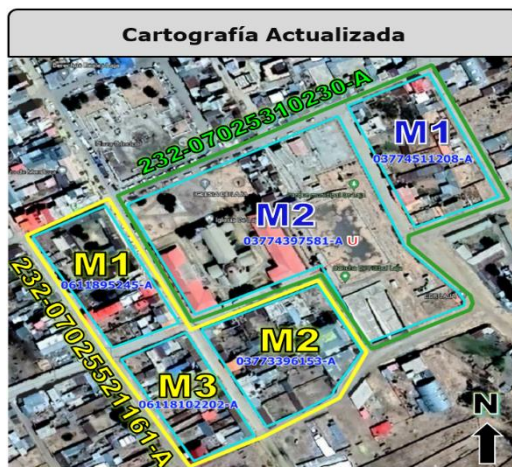 Cartografía Actualizada
232-07025310230-A
M1
03774511208-A
M2
03774397581-A U
M1
0611895245-A
M2
03773396153-A
M3
06118102202-A
232-07025521161-A
N